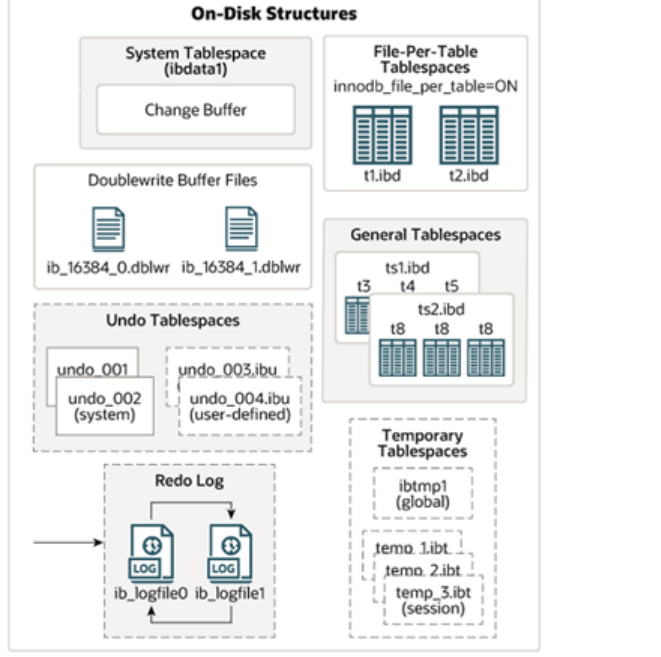 On-Disk Structures
System Tablespace
(ibdata1)
Change Buffer
File-Per-Table
Tablespaces
innodb_file_per_table=ON
t1.ibd t2.ibd
Doublewrite Buffer Files
ib_16384_0.dblwr ib_16384_1.dblwr
General Tablespaces
ts1.ibd
t3 t4 t5
ts2.ibd
t8 t8 t8
Undo Tablespaces
undo_001
undo_002
(system)
undo_003.ibu
undo_004.ibu
(user-defined)
Temporary
Tablespaces
ibtmp1
(global)
temp_1.ibt
temp_2.ibt
temp_3.ibt
(session)
Redo Log
LOG LOG
ib_logfile0 ib_logfile1